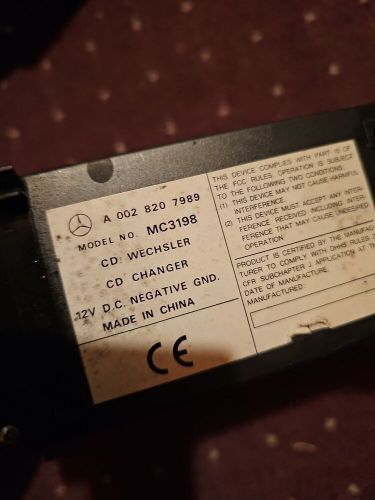 A 002 820 7989
MODEL NO. MC3198
CD: WECHSLER
CD CHANGER
12V D.C. NEGATIVE GND.
MADE IN CHINA
CE
THIS DEVICE COMPLIES WITH PART 15 OF
THE FCC RULES. OPERATION IS SUBJECT
TO THE FOLLOWING TWO CONDITIONS:
(1) THIS DEVICE MAY NOT CAUSE HARMFUL
INTERFERENCE.
(2) THIS DEVICE MUST ACCEPT ANY INTER-
FERENCE RECEIVED INCLUDING INTER-
FERENCE THAT MAY CAUSE UNDESIRED
OPERATION
PRODUCT IS CERTIFIED BY THE MANUFAC-
TURER TO COMPLY WITH DHHS RULES
CFR SUBCHAPTER J APPLICATION AT TH
DATE OF MANUFACTURE.
MANUFACTURED: